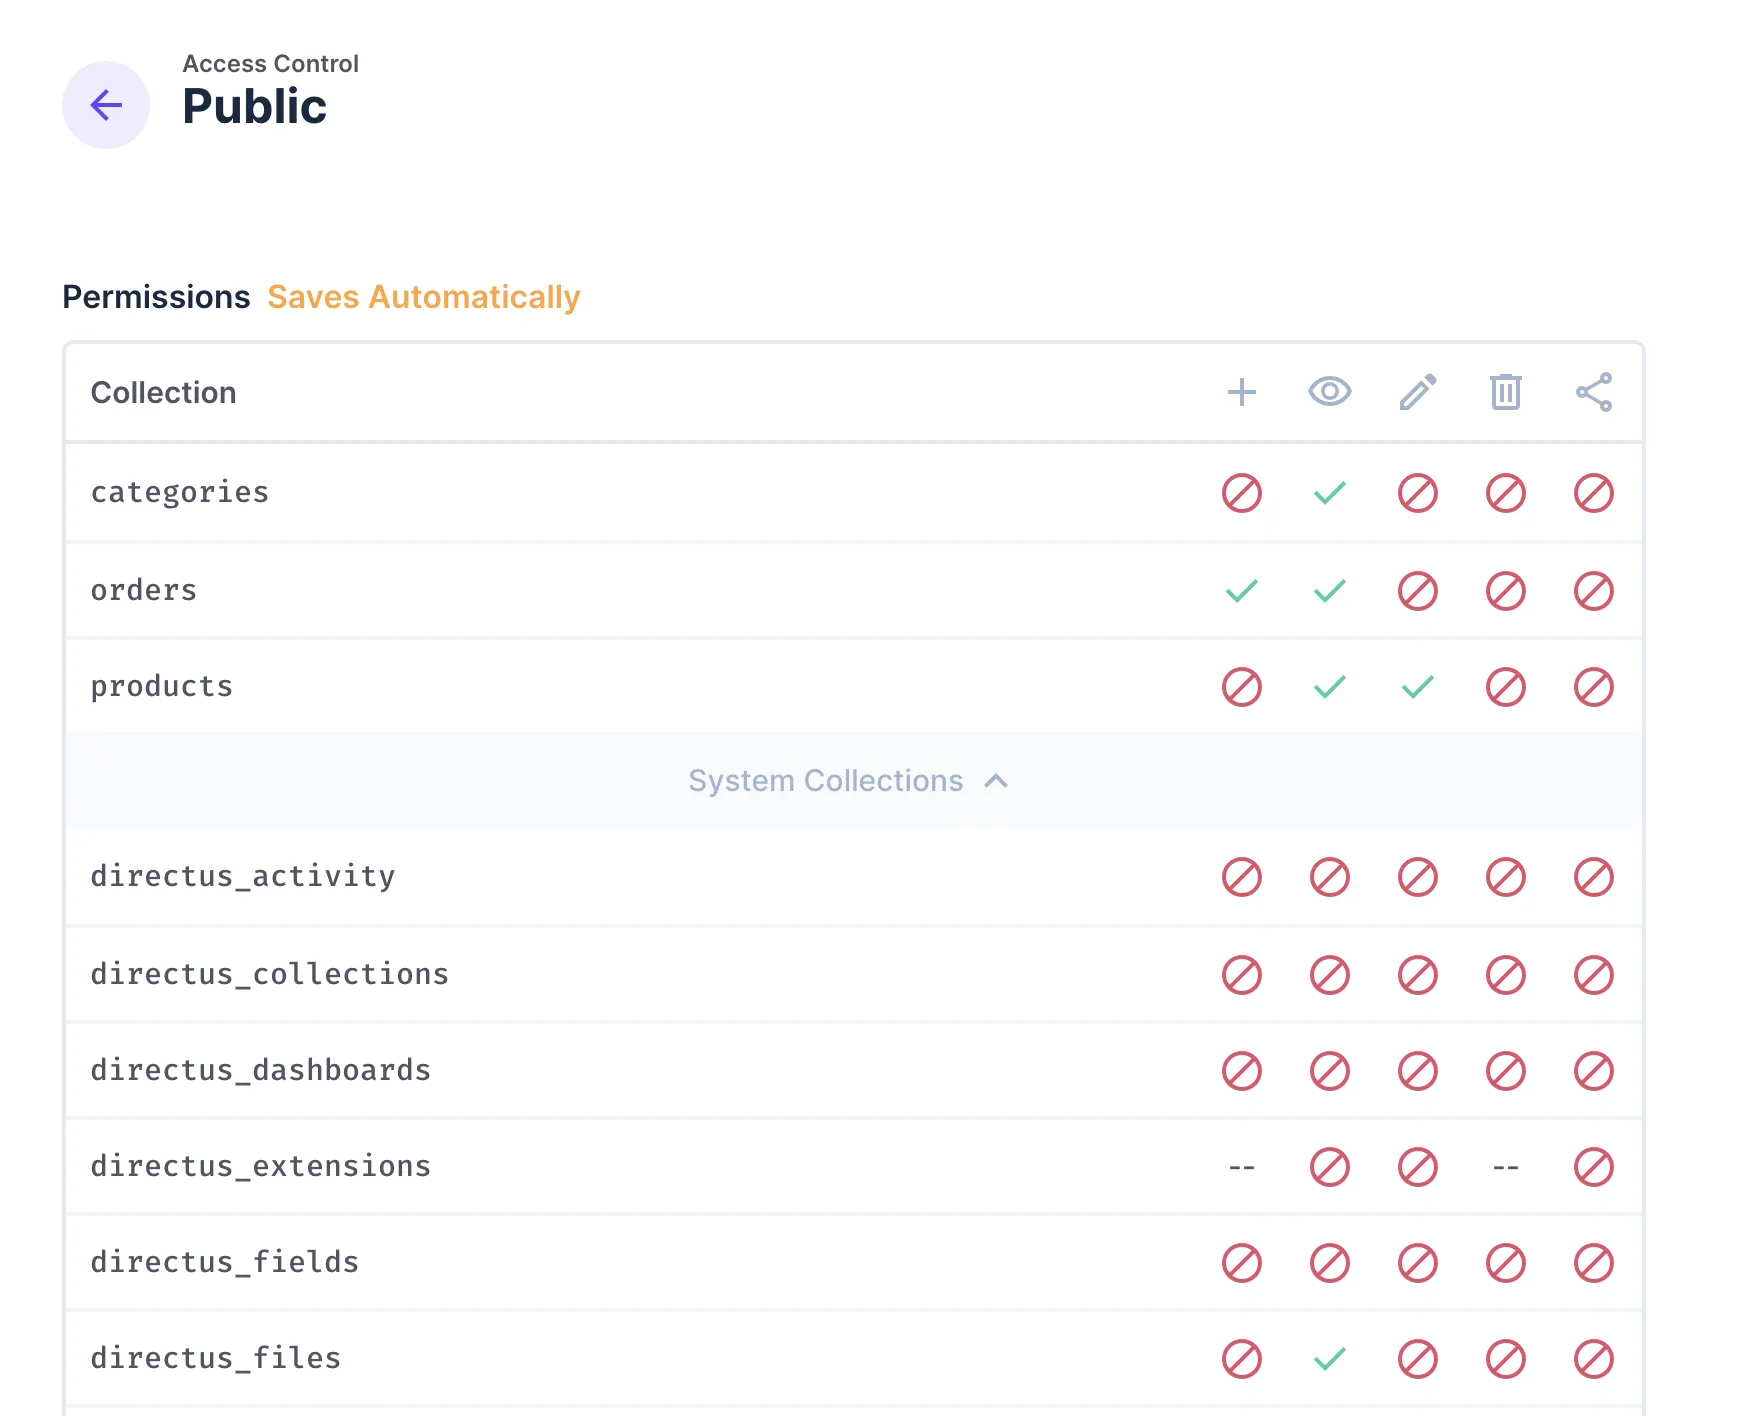 Access Control
Public
Permissions Saves Automatically
Collection
categories
orders
products
System Collections
directus_activity
directus_collections
directus_dashboards
directus_extensions -- --
directus_fields
directus_files